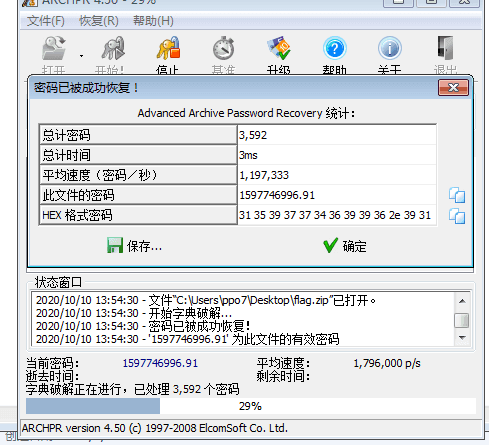 ARCHPR 4.50 - 29%
文件(F) 恢复(R) 帮助(H)
打开 开始! 停止 基准 升级 帮助 关于 退出
密码已被成功恢复!
Advanced Archive Password Recovery 统计:
总计密码 3,592
总计时间 3ms
平均速度(密码/秒) 1,197,333
此文件的密码 1597746996.91
HEX 格式密码 31 35 39 37 37 34 36 39 39 36 2e 39 31
保存... 确定
状态窗口
2020/10/10 13:54:30 - 文件“C:\Users\ppo7\Desktop\flag.zip”已打开。
2020/10/10 13:54:30 - 开始字典破解...
2020/10/10 13:54:30 - 密码已被成功恢复!
2020/10/10 13:54:30 - '1597746996.91' 为此文件的有效密码
当前密码: 1597746996.91 平均速度: 1,796,000 p/s
逝去时间: 剩余时间:
字典破解正在进行，已处理 3,592 个密码
29%
ARCHPR version 4.50 (c) 1997-2008 ElcomSoft Co. Ltd.